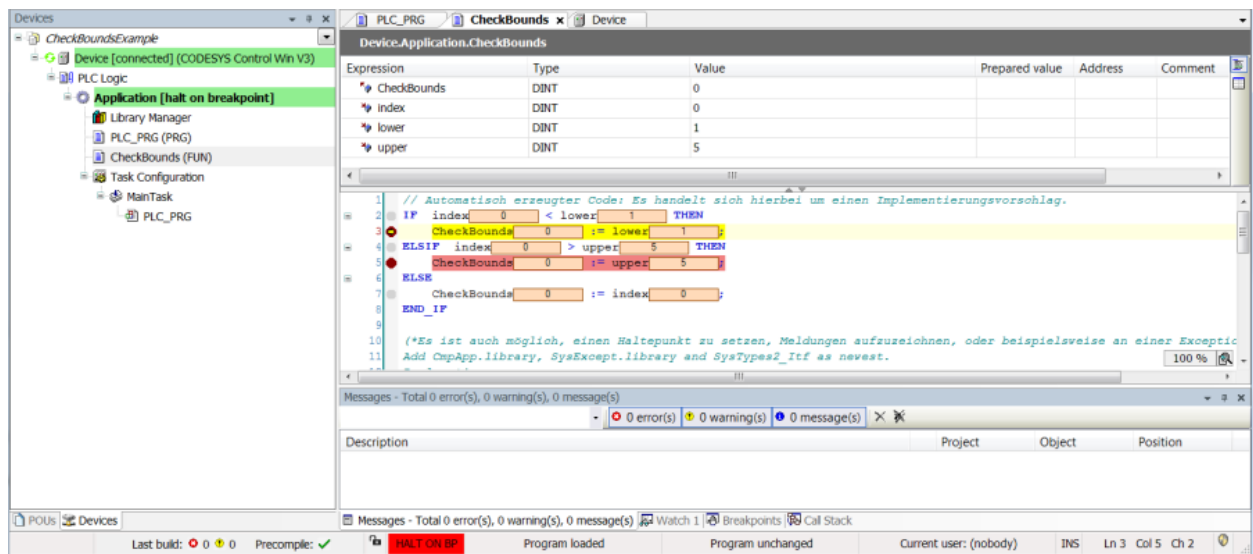 Devices
CheckBoundsExample
Device [connected] (CODESYS Control Win V3)
PLC Logic
Application [halt on breakpoint]
Library Manager
PLC_PRG (PRG)
CheckBounds (FUN)
Task Configuration
MainTask
PLC_PRG
POUs Devices
PLC_PRG CheckBounds x Device
Device.Application.CheckBounds
Expression Type Value Prepared value Address Comment
CheckBounds DINT 0
index DINT 0
lower DINT 1
upper DINT 5
1 // Automatisch erzeugter Code: Es handelt sich hierbei um einen Implementierungsvorschlag.
2 IF index 0 < lower 1 THEN
3 CheckBounds 0 := lower 1 ;
4 ELSIF index 0 > upper 5 THEN
5 CheckBounds 0 := upper 5 ;
6 ELSE
7 CheckBounds 0 := index 0 ;
8 END_IF
9
10 (*Es ist auch möglich, einen Haltepunkt zu setzen, Meldungen aufzuzeichnen, oder beispielsweise an einer Exceptio
11 Add CmpApp.library, SysExcept.library and SysTypes2_Itf as newest.
100 %
Messages - Total 0 error(s), 0 warning(s), 0 message(s)
0 error(s) 0 warning(s) 0 message(s)
Description Project Object Position
Messages - Total 0 error(s), 0 warning(s), 0 message(s) Watch 1 Breakpoints Call Stack
Last build: 0 0 Precompile: HALT ON BP Program loaded Program unchanged Current user: (nobody) INS Ln 3 Col 5 Ch 2